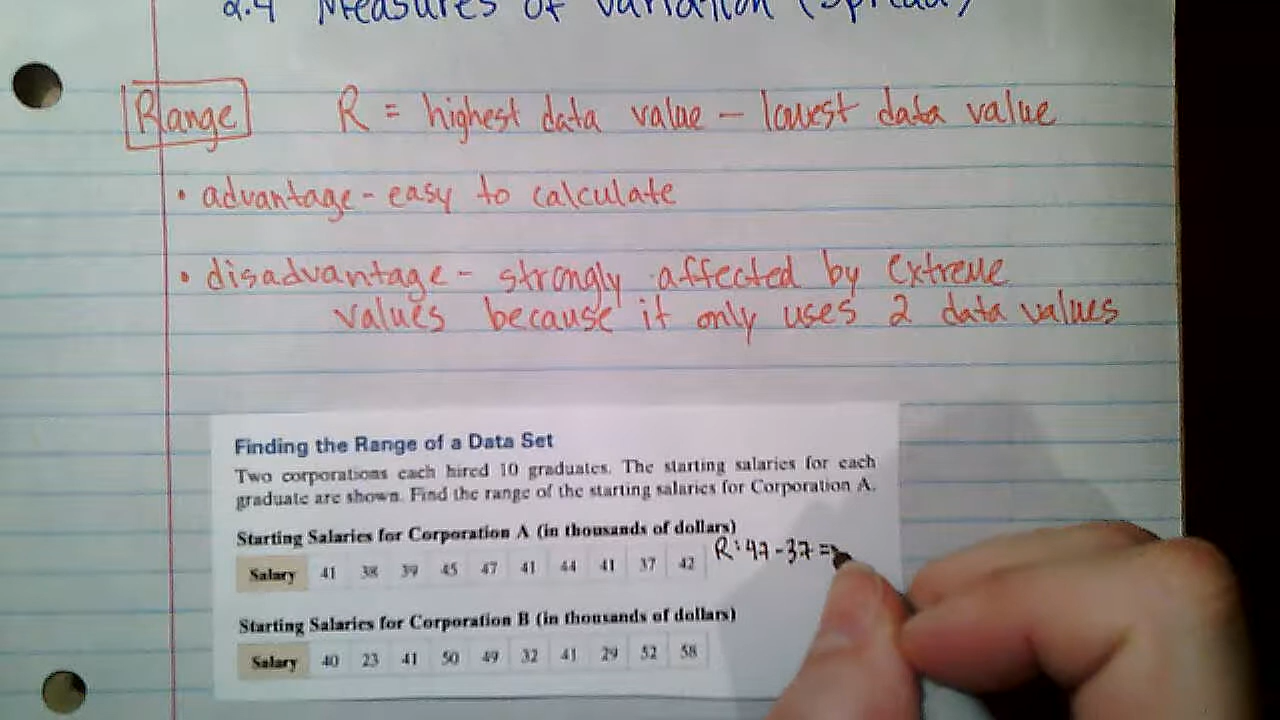 2.4 Measures of Variation (Spread)
Range R = highest data value - lowest data value
• advantage - easy to calculate
• disadvantage - strongly affected by extreme
values because it only uses 2 data values
Finding the Range of a Data Set
Two corporations each hired 10 graduates. The starting salaries for each
graduate are shown. Find the range of the starting salaries for Corporation A.
Starting Salaries for Corporation A (in thousands of dollars)
Salary 41 38 39 45 47 41 44 41 37 42 R: 47 - 37 =
Starting Salaries for Corporation B (in thousands of dollars)
Salary 40 23 41 50 49 32 41 29 52 58